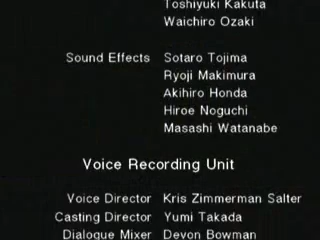 Toshiyuki Kakuta
Waichiro Ozaki
Sound Effects Sotaro Tojima
Ryoji Makimura
Akihiro Honda
Hiroe Noguchi
Masashi Watanabe
Voice Recording Unit
Voice Director Kris Zimmerman Salter
Casting Director Yumi Takada
Dialogue Mixer Devon Bowman